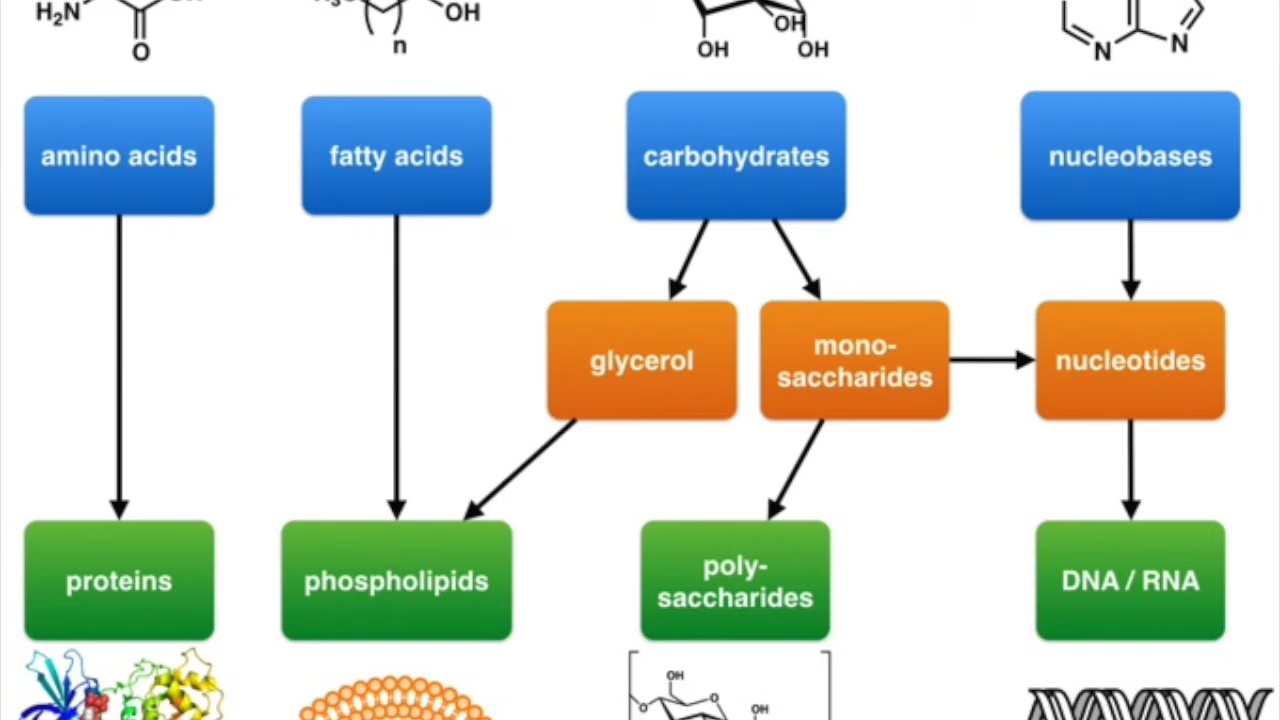 H₂N
O
OH
n
OH
OH
OH
N
N
amino acids
fatty acids
carbohydrates
nucleobases
glycerol
mono-
saccharides
nucleotides
proteins
phospholipids
poly-
saccharides
DNA / RNA
OH
O
O
OH